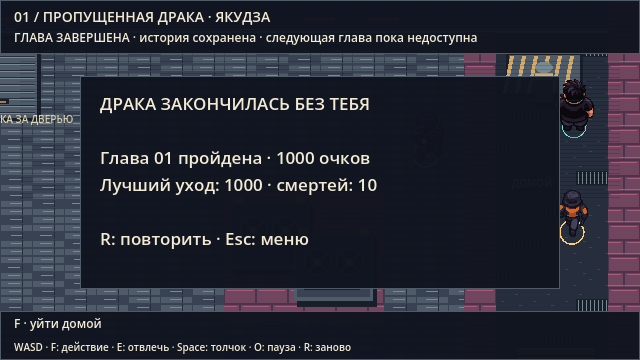 01 / ПРОПУЩЕННАЯ ДРАКА · ЯКУДЗА
ГЛАВА ЗАВЕРШЕНА · история сохранена · следующая глава пока недоступна
КА ЗА ДВЕРЬЮ
ДРАКА ЗАКОНЧИЛАСЬ БЕЗ ТЕБЯ
Глава 01 пройдена · 1000 очков
Лучший уход: 1000 · смертей: 10
R: повторить · Esc: меню
F · уйти домой
WASD · F: действие · E: отвлечь · Space: толчок · O: пауза · R: заново